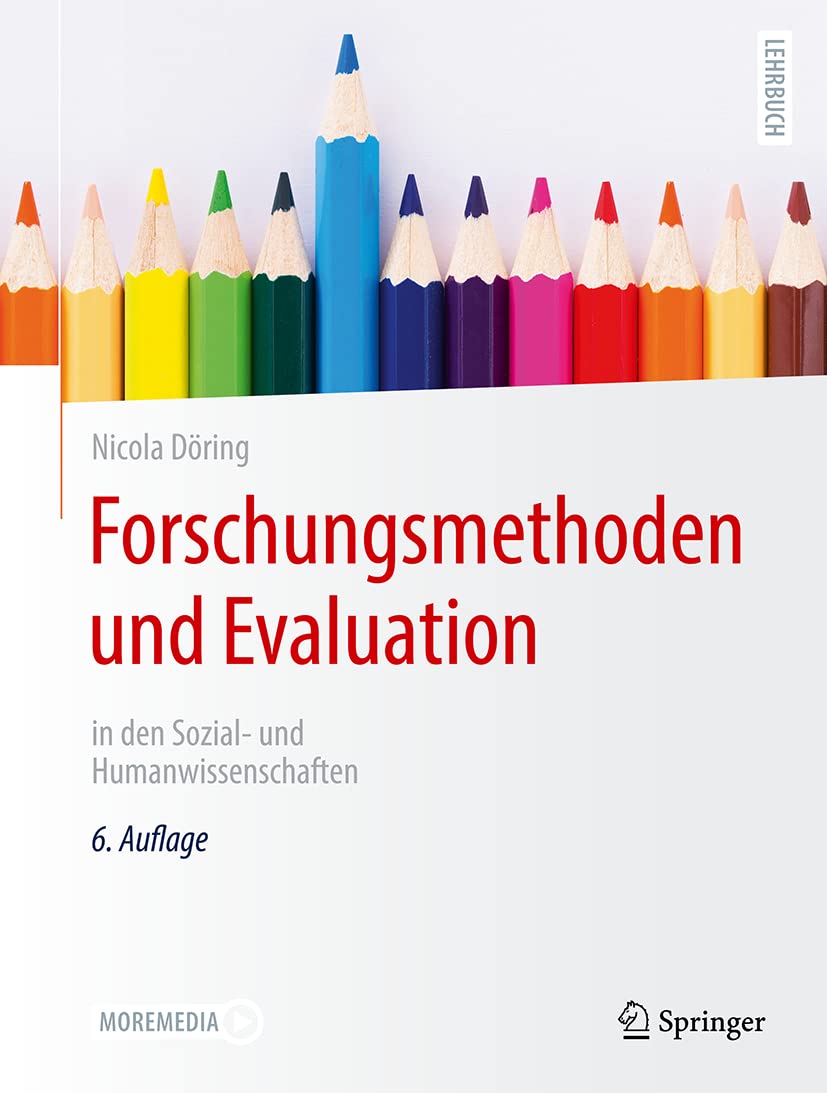 LEHRBUCH
Nicola Döring
Forschungsmethoden
und Evaluation
in den Sozial- und
Humanwissenschaften
6. Auflage
MOREMEDIA
Springer